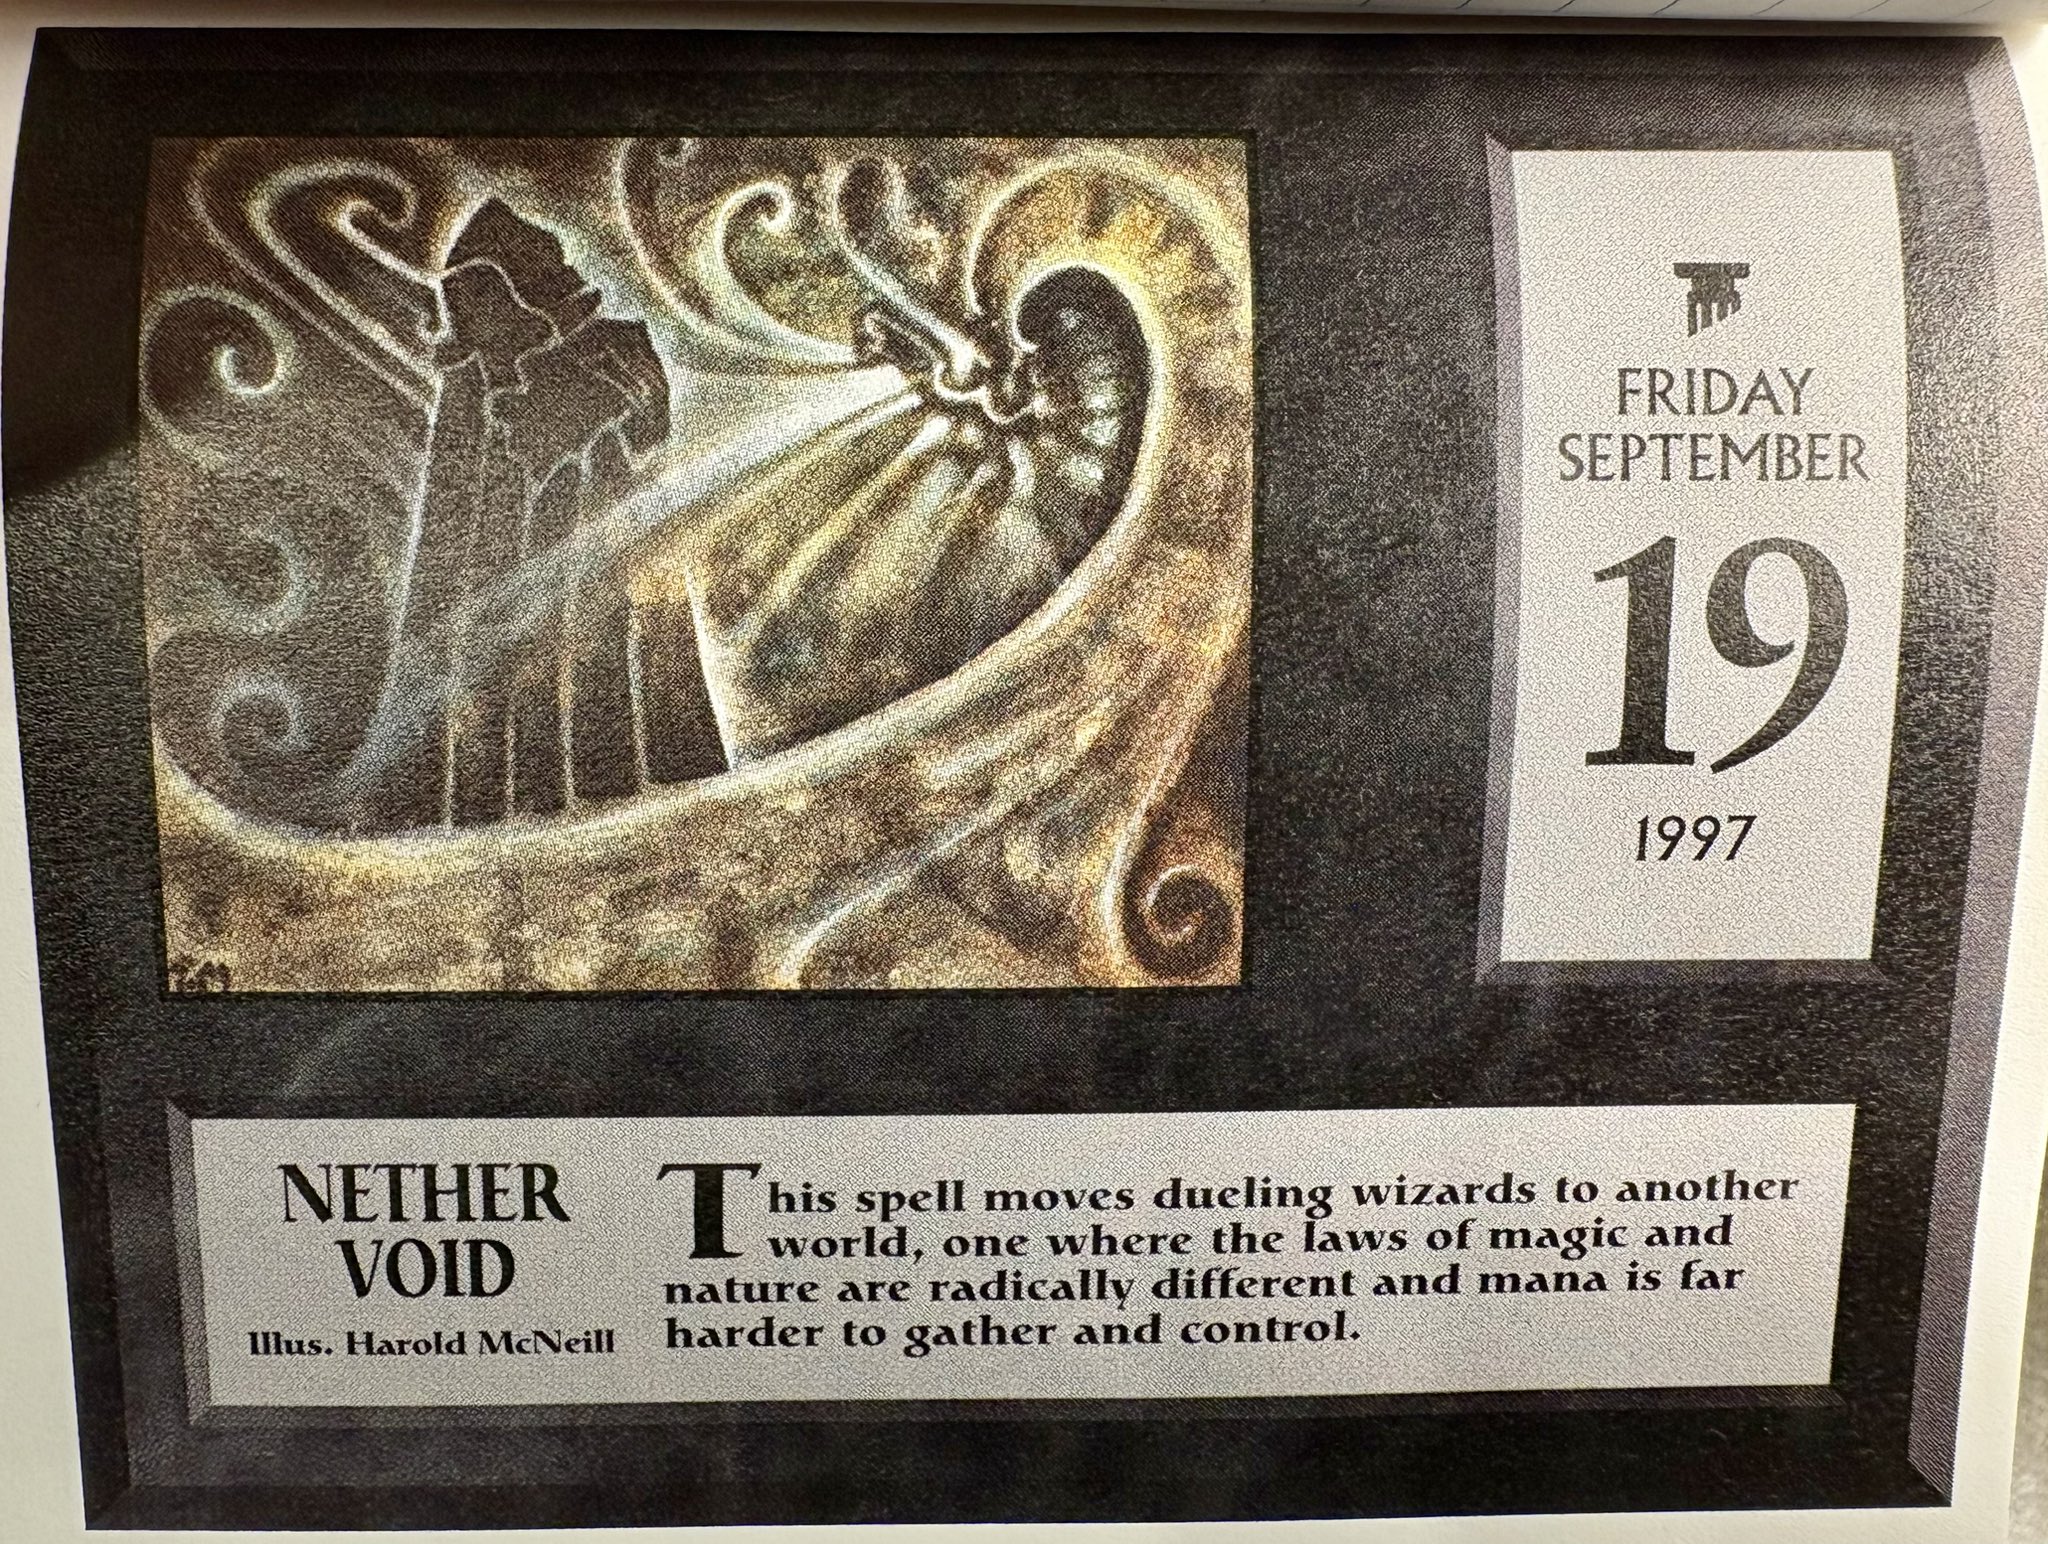 FRIDAY
SEPTEMBER
19
1997
NETHER
VOID
Illus. Harold McNeill
This spell moves dueling wizards to another
world, one where the laws of magic and
nature are radically different and mana is far
harder to gather and control.